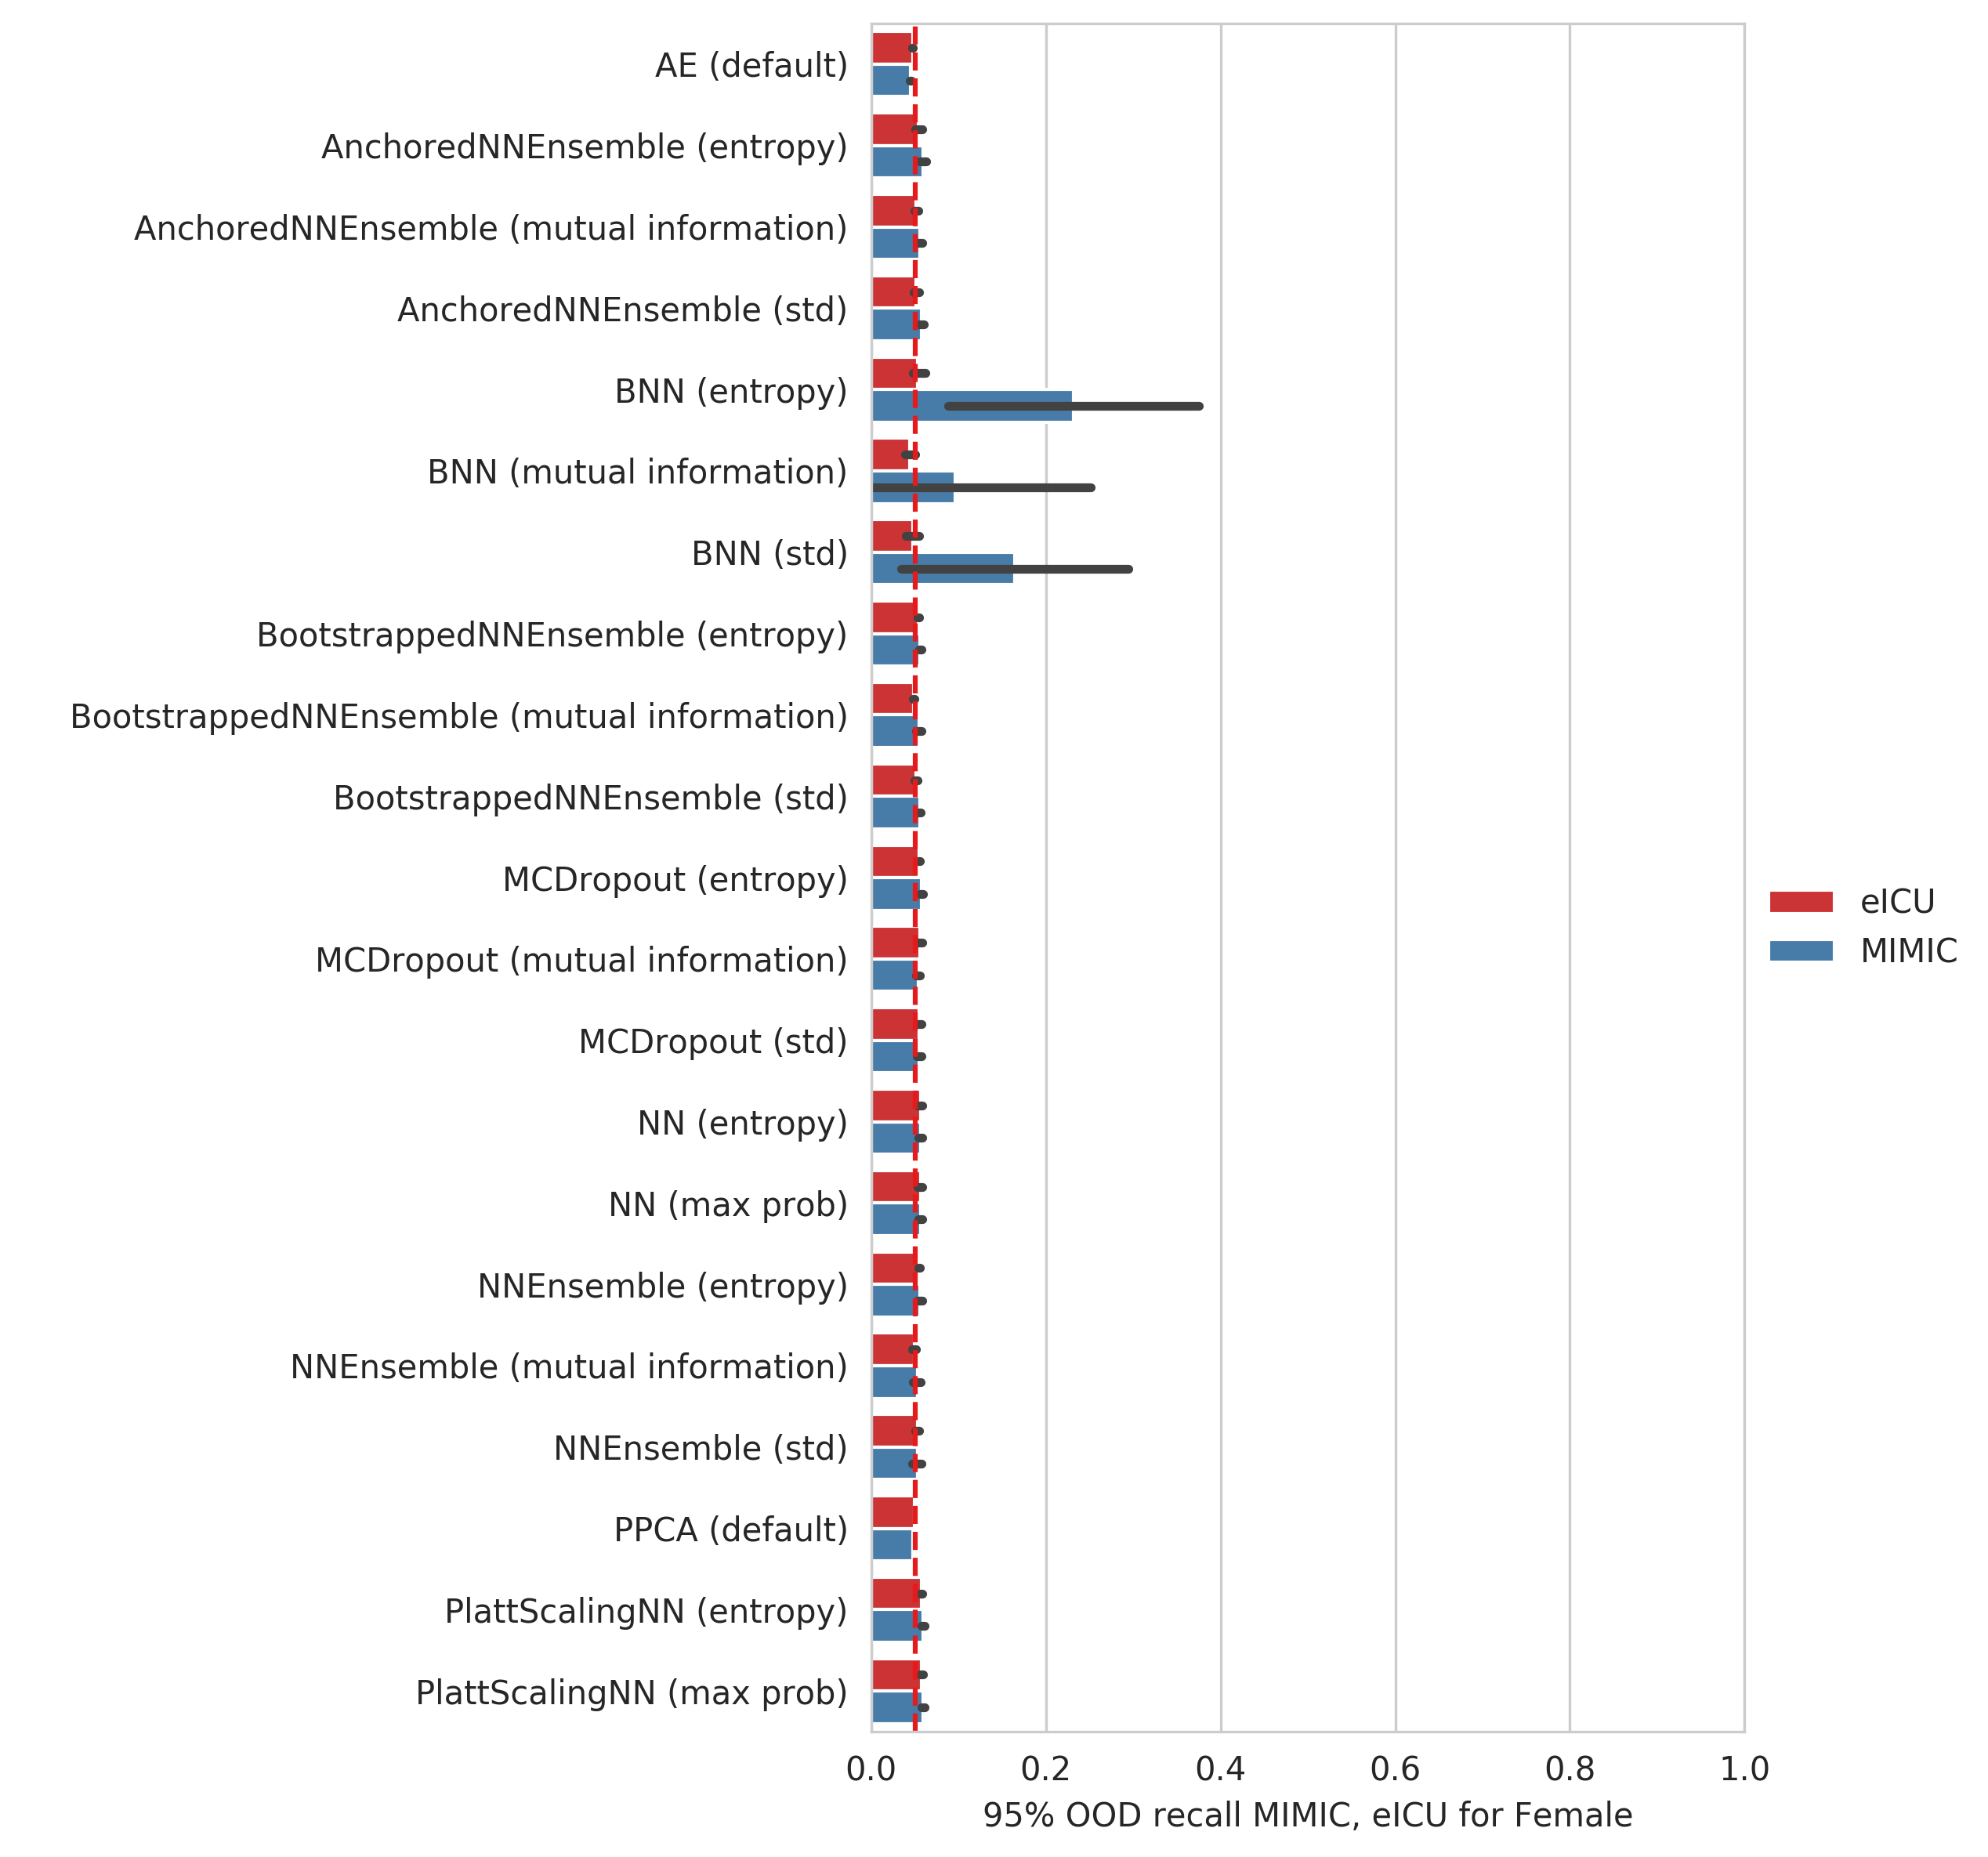 AE (default)
AnchoredNNEnsemble (entropy)
AnchoredNNEnsemble (mutual information)
AnchoredNNEnsemble (std)
BNN (entropy)
BNN (mutual information)
BNN (std)
BootstrappedNNEnsemble (entropy)
BootstrappedNNEnsemble (mutual information)
BootstrappedNNEnsemble (std)
MCDropout (entropy)
MCDropout (mutual information)
MCDropout (std)
NN (entropy)
NN (max prob)
NNEnsemble (entropy)
NNEnsemble (mutual information)
NNEnsemble (std)
PPCA (default)
PlattScalingNN (entropy)
PlattScalingNN (max prob)
eICU
MIMIC
0.0 0.2 0.4 0.6 0.8 1.0
95% OOD recall MIMIC, eICU for Female